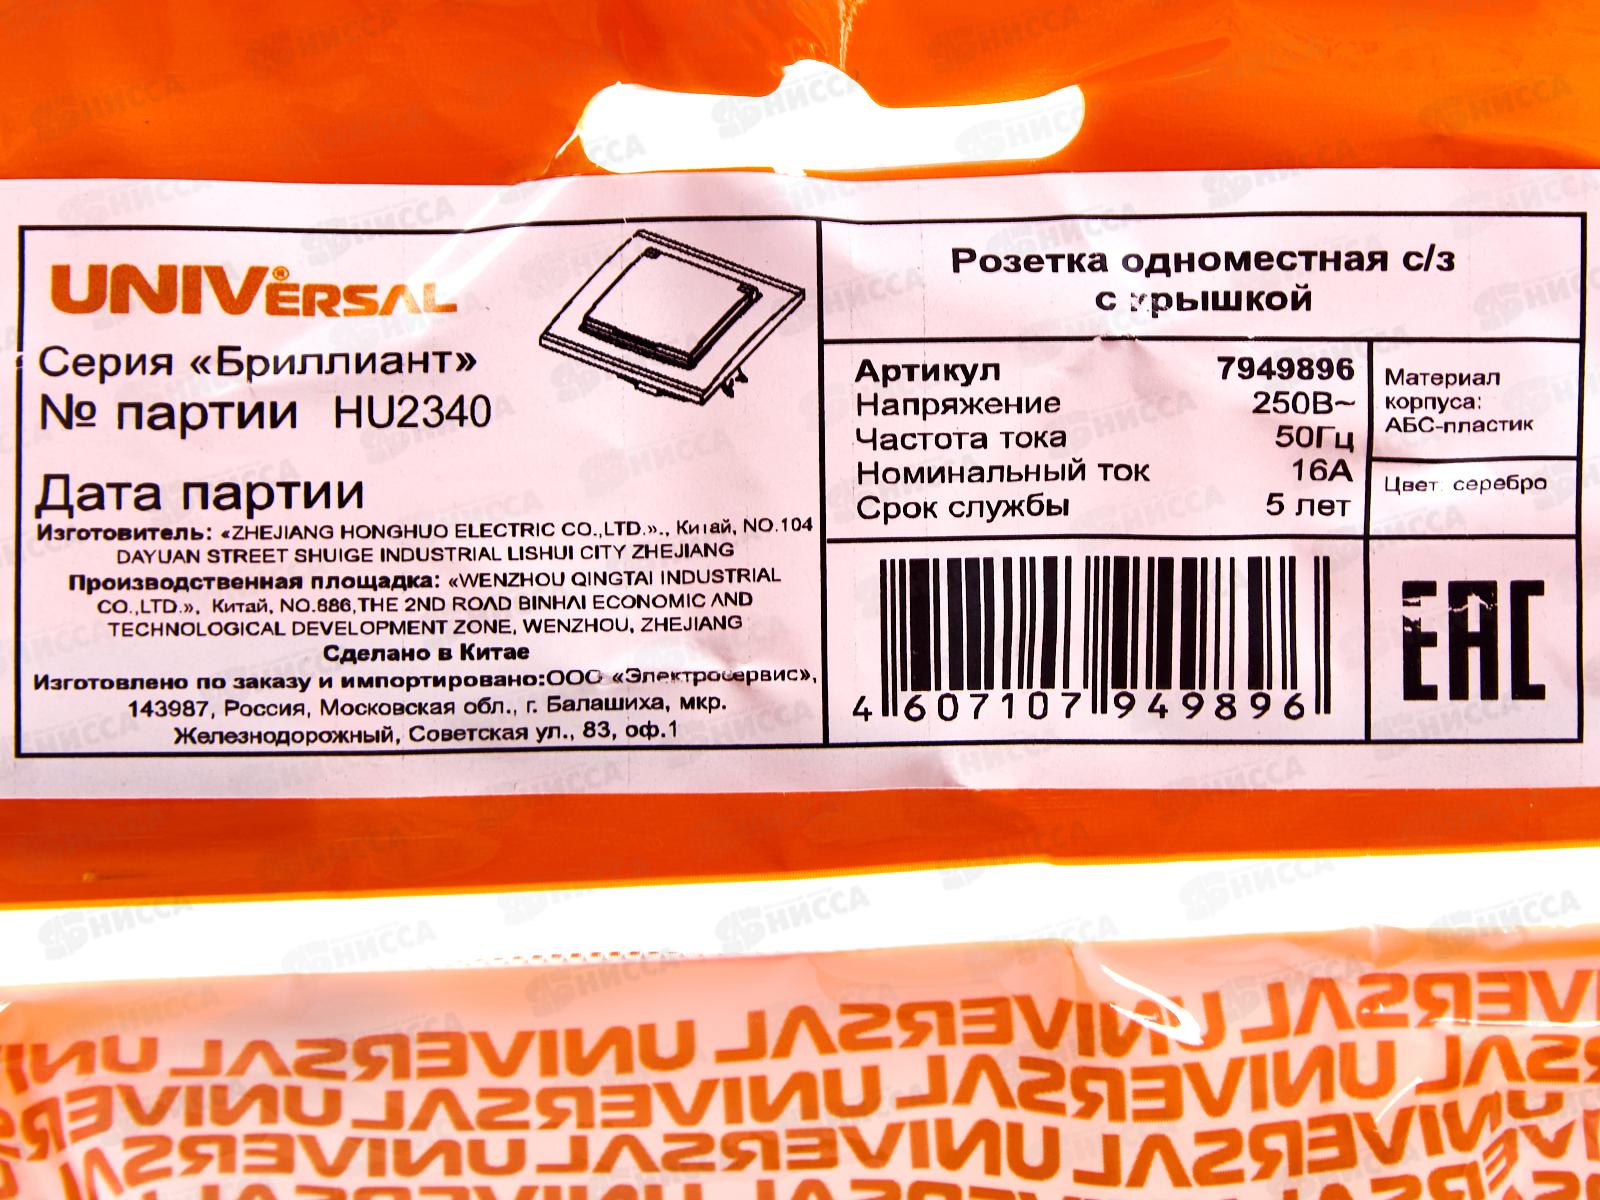 UNIVERSAL®
Серия «Бриллиант»
№ партии HU2340
Дата партии
Изготовитель: «ZHEJIANG HONGHUO ELECTRIC CO.,LTD.»., Китай, NO.104
DAYUAN STREET SHUIGE INDUSTRIAL LISHUI CITY ZHEJIANG
Производственная площадка: «WENZHOU QINGTAI INDUSTRIAL
CO.,LTD.», Китай, NO.886,THE 2ND ROAD BINHAI ECONOMIC AND
TECHNOLOGICAL DEVELOPMENT ZONE, WENZHOU, ZHEJIANG
Сделано в Китае
Изготовлено по заказу и импортировано:ООО «Электросервис»,
143987, Россия, Московская обл., г. Балашиха, мкр.
Железнодорожный, Советская ул., 83, оф.1
Розетка одноместная с/з
с крышкой
Артикул 7949896
Напряжение 250В~
Частота тока 50Гц
Номинальный ток 16А
Срок службы 5 лет
Материал
корпуса:
АБС-пластик
Цвет: серебро
4 607107 949896
EAC
UNIVERSAL UNIVERSAL UNIVERSAL
UNIVERSAL UNIVERSAL UNIVERSAL
UNIVERSAL UNIVERSAL UNIVERSAL
НИССА